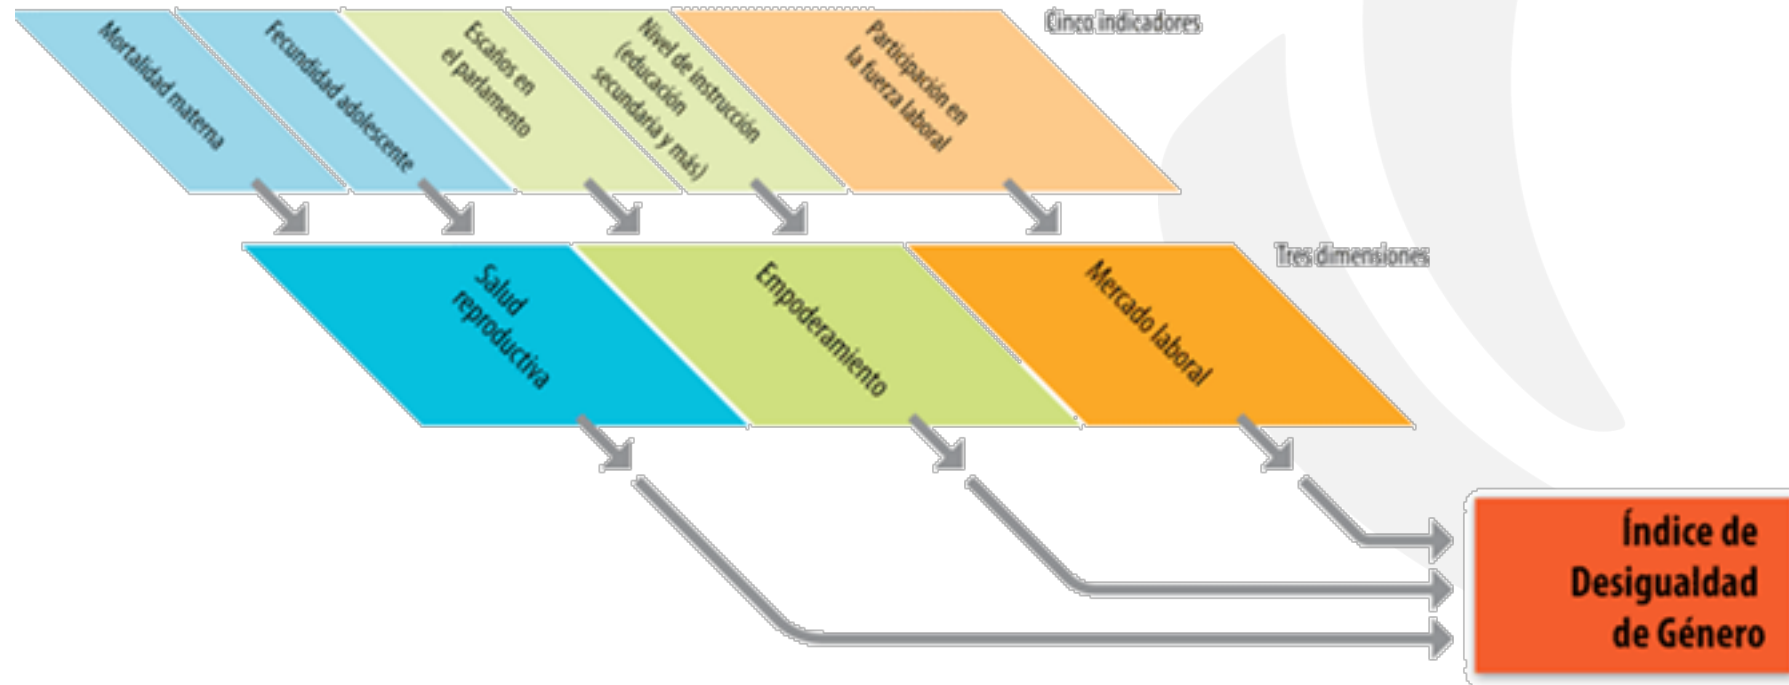 Mortalidad materna
Fecundidad adolescente
Escaños en
el parlamento
Nivel de instrucción
(educación
secundaria y más)
Participación en
la fuerza laboral
Cinco indicadores
Salud
reproductiva
Empoderamiento
Mercado laboral
Tres dimensiones
Índice de
Desigualdad
de Género